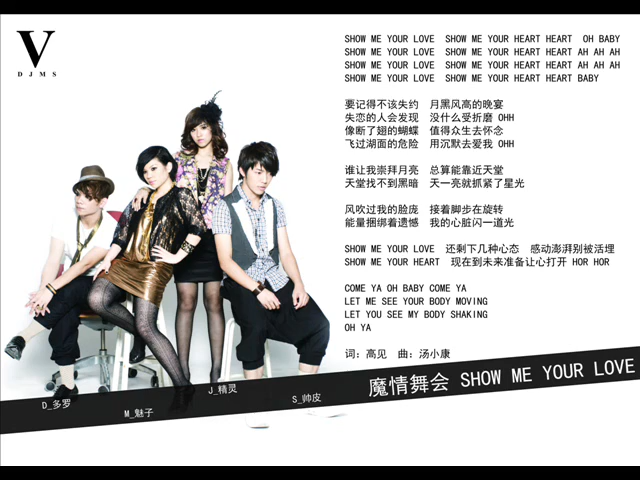 V
DJMS
SHOW ME YOUR LOVE  SHOW ME YOUR HEART HEART  OH BABY
SHOW ME YOUR LOVE  SHOW ME YOUR HEART HEART AH AH AH
SHOW ME YOUR LOVE  SHOW ME YOUR HEART HEART AH AH AH
SHOW ME YOUR LOVE  SHOW ME YOUR HEART HEART BABY
要记得不该失约  月黑风高的晚宴
失恋的人会发现  没什么受折磨 OHH
像断了翅的蝴蝶  值得众生去怀念
飞过湖面的危险  用沉默去爱我 OHH
谁让我崇拜月亮  总算能靠近天堂
天堂找不到黑暗  天一亮就抓紧了星光
风吹过我的脸庞  接着脚步在旋转
能量捆绑着遗憾  我的心脏闪一道光
SHOW ME YOUR LOVE  还剩下几种心态  感动澎湃别被活埋
SHOW ME YOUR HEART  现在到未来准备让心打开 HOR HOR
COME YA OH BABY COME YA
LET ME SEE YOUR BODY MOVING
LET YOU SEE MY BODY SHAKING
OH YA
词：高见  曲：汤小康
魔情舞会 SHOW ME YOUR LOVE
D_多罗
M_魅子
J_精灵
S_帅皮